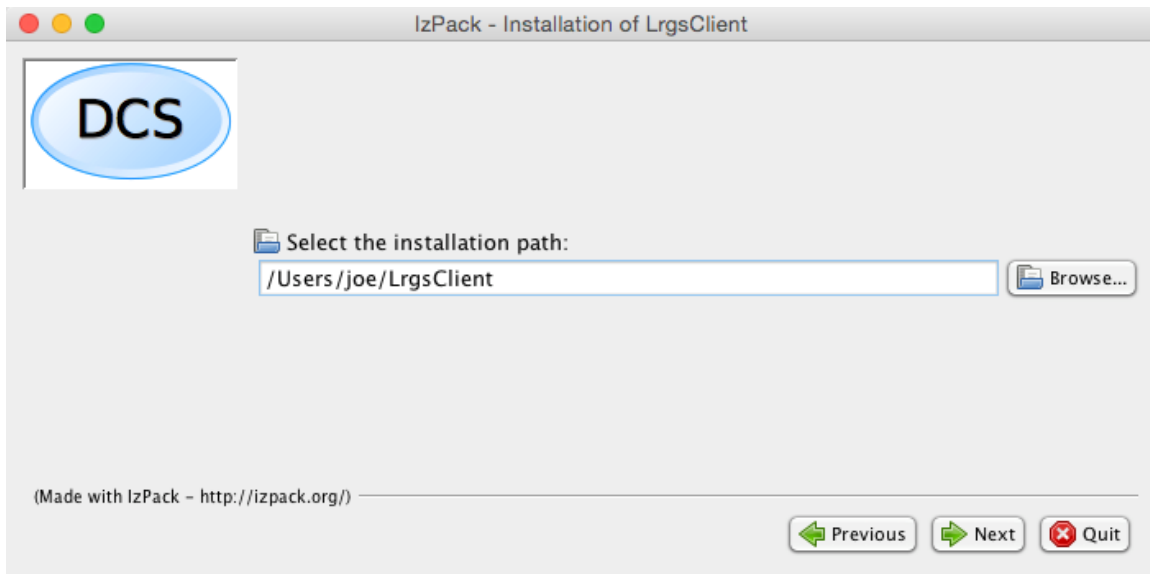 IzPack - Installation of LrgsClient
DCS
Select the installation path:
/Users/joe/LrgsClient
Browse...
(Made with IzPack - http://izpack.org/)
Previous
Next
Quit